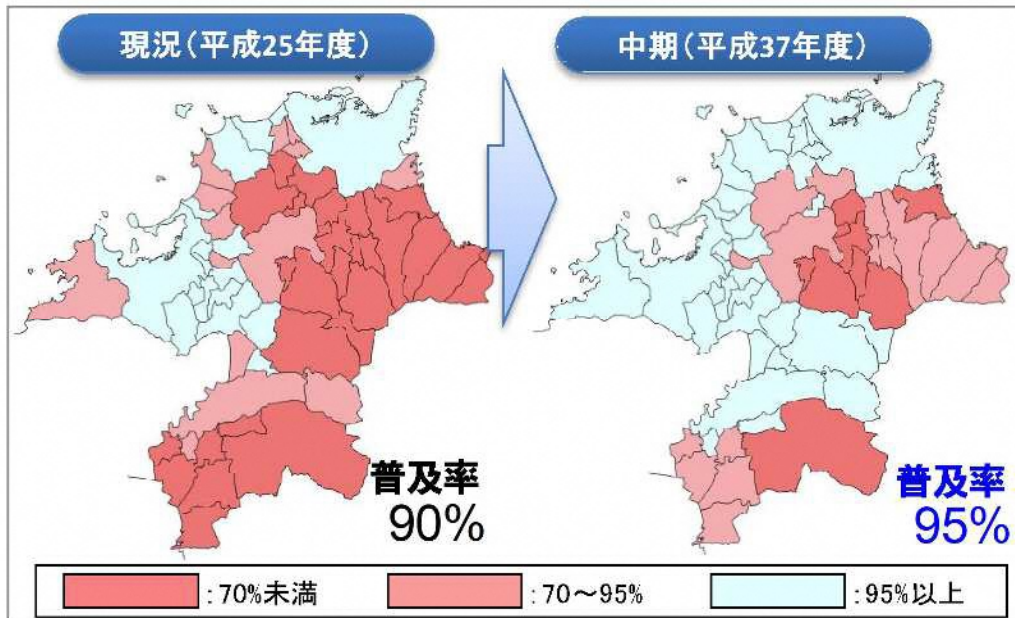 現況(平成25年度)
中期(平成37年度)
普及率
90%
普及率
95%
:70%未満
:70～95%
:95%以上